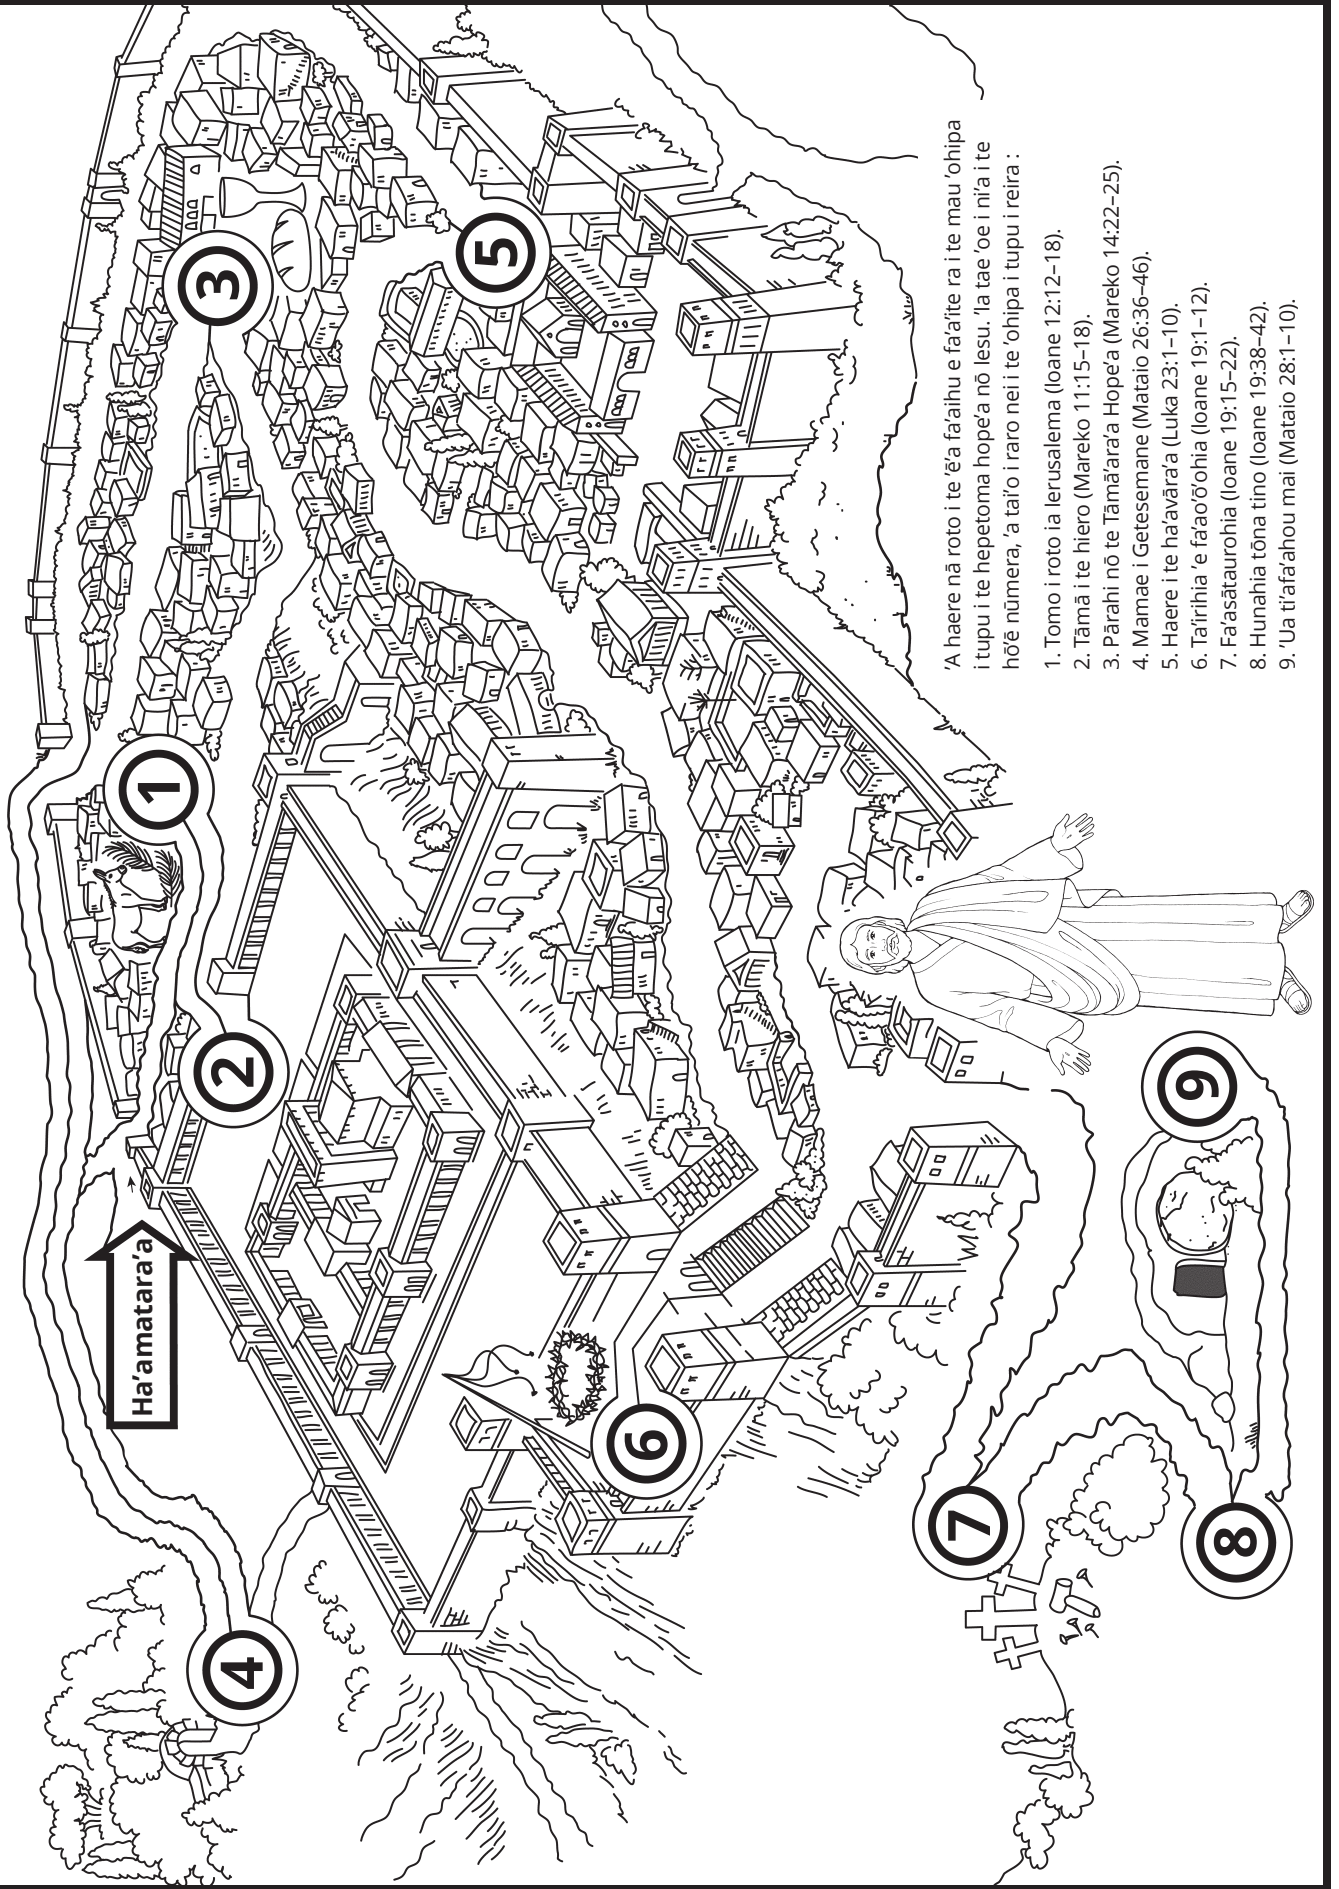 Ha’amatara’a
1
2
3
4
5
6
7
8
9
’A haere nā roto i te ’ē’a fa’aihu e fa’a’ite ra i te mau ’ohipa
i tupu i te hepetoma hope’a nō Iesu. ’Ia tae ’oe i ni’a i te
hō’ē nūmera, ’a tai’o i raro nei i te ’ohipa i tupu i reira :
1. Tomo i roto ia Ierusalema (Ioane 12:12–18).
2. Tāmā i te hiero (Mareko 11:15–18).
3. Pārahi nō te Tāmā’ara’a Hope’a (Mareko 14:22–25).
4. Mamae i Getesemane (Mataio 26:36–46).
5. Haere i te ha’avāra’a (Luka 23:1–10).
6. Ta’irihia ’e fa’aō’ō’ohia (Ioane 19:1–12).
7. Fa’asātaurohia (Ioane 19:15–22).
8. Hunahia tōna tino (Ioane 19:38–42).
9. ’Ua ti’afa’ahou mai (Mataio 28:1–10).